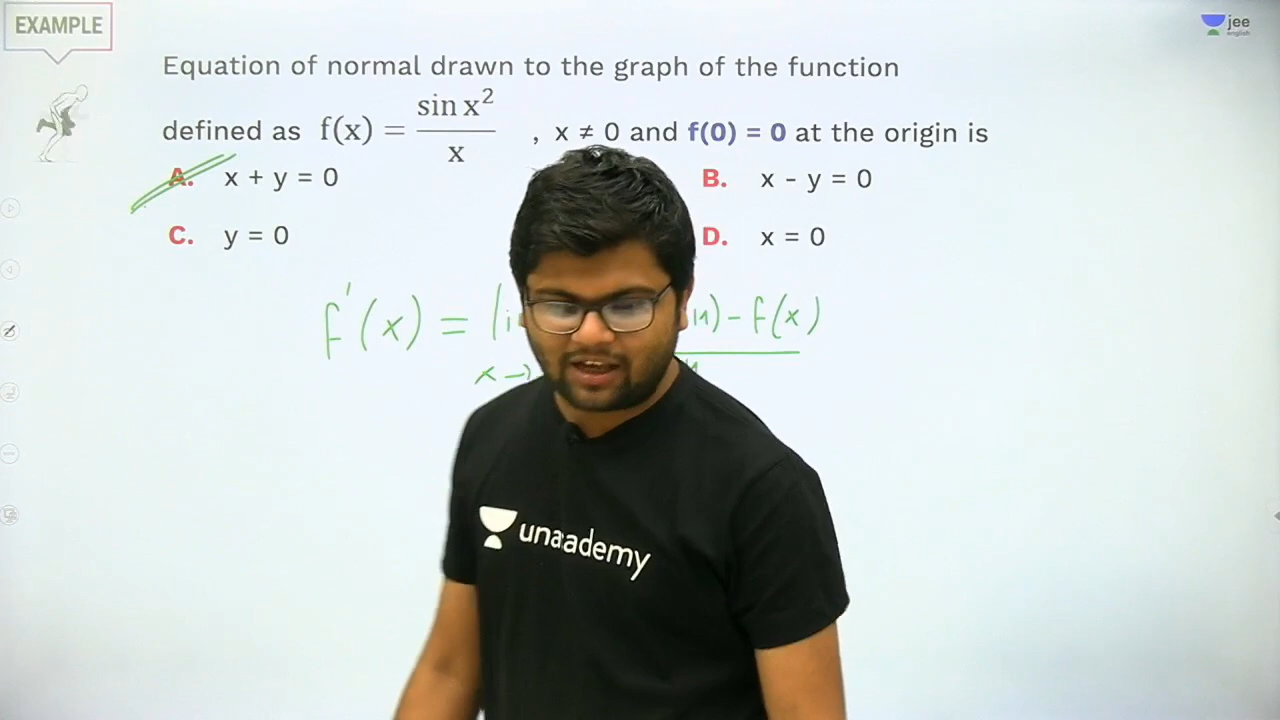 EXAMPLE
jee
english
Equation of normal drawn to the graph of the function
defined as f(x) = sin x² / x , x ≠ 0 and f(0) = 0 at the origin is
A. x + y = 0
B. x - y = 0
C. y = 0
D. x = 0
f'(x) = li ) - f(x)
x →
unacademy